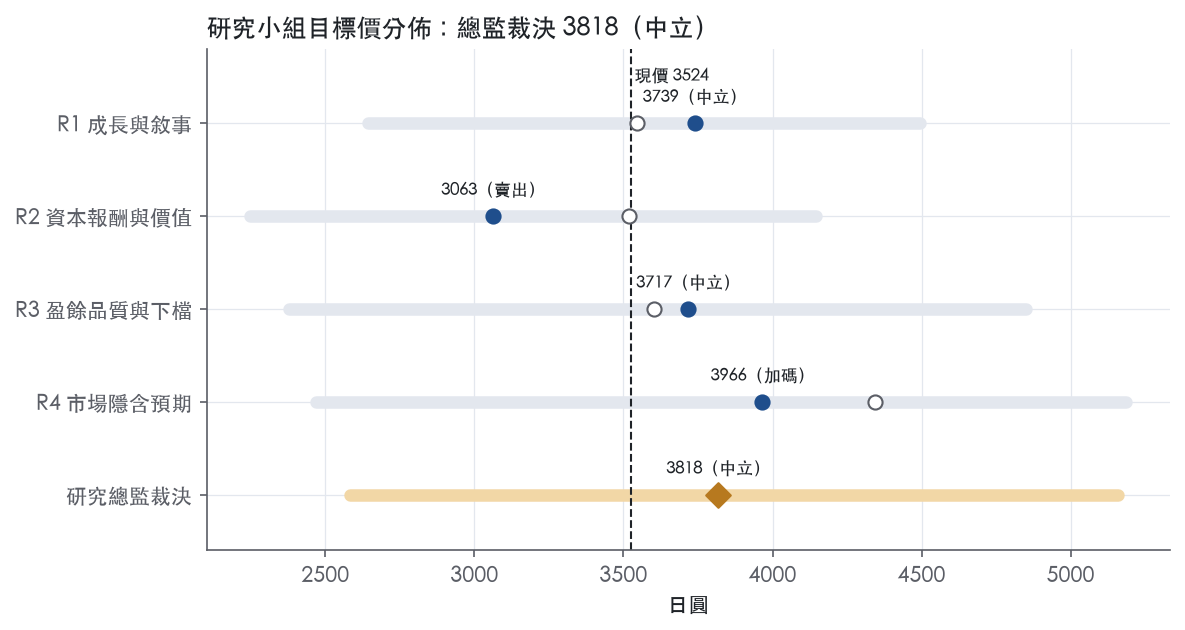 研究小組目標價分佈：總監裁決 3818（中立）
現價 3524
3739（中立）
R1 成長與敘事
3063（賣出）
R2 資本報酬與價值
3717（中立）
R3 盈餘品質與下檔
3966（加碼）
R4 市場隱含預期
3818（中立）
研究總監裁決
2500 3000 3500 4000 4500 5000
日圓